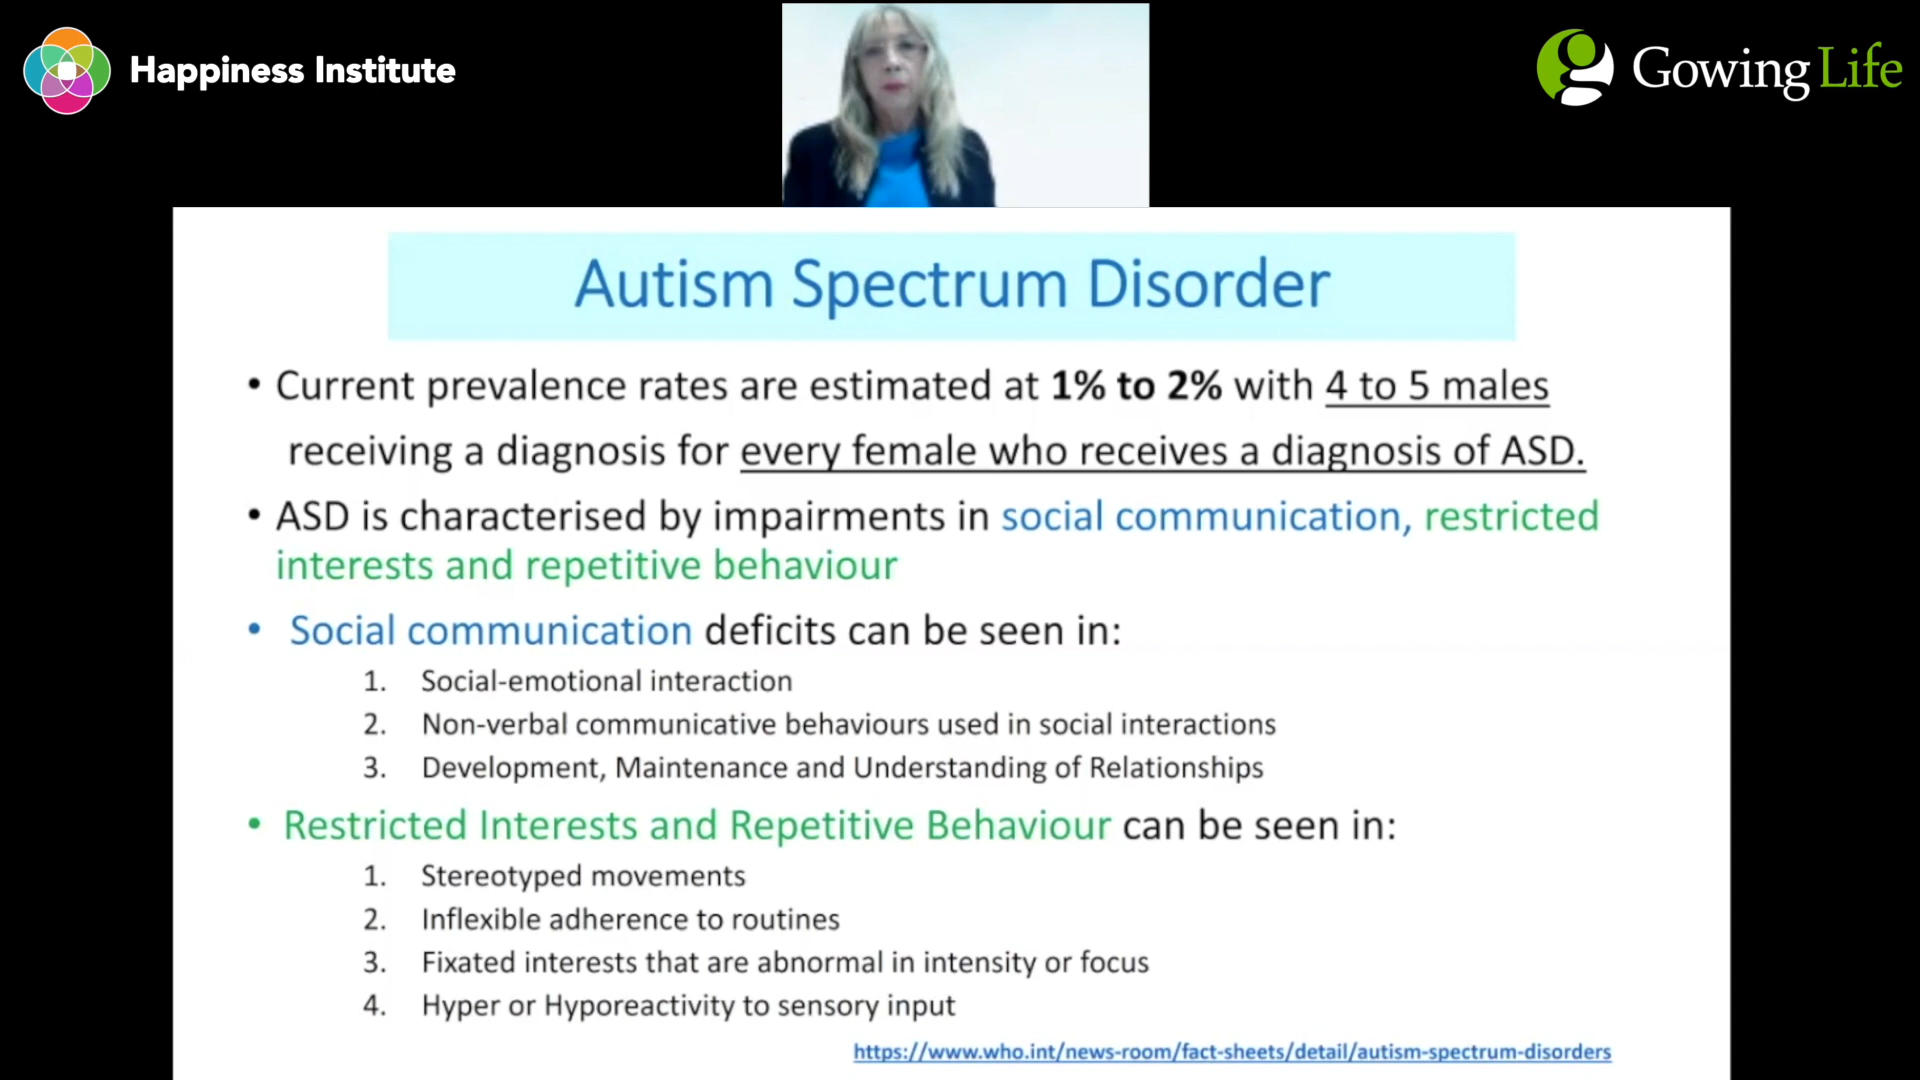 Happiness Institute
Gowing Life
Autism Spectrum Disorder
• Current prevalence rates are estimated at 1% to 2% with 4 to 5 males
receiving a diagnosis for every female who receives a diagnosis of ASD.
• ASD is characterised by impairments in social communication, restricted
interests and repetitive behaviour
• Social communication deficits can be seen in:
1. Social-emotional interaction
2. Non-verbal communicative behaviours used in social interactions
3. Development, Maintenance and Understanding of Relationships
• Restricted Interests and Repetitive Behaviour can be seen in:
1. Stereotyped movements
2. Inflexible adherence to routines
3. Fixated interests that are abnormal in intensity or focus
4. Hyper or Hyporeactivity to sensory input
https://www.who.int/news-room/fact-sheets/detail/autism-spectrum-disorders